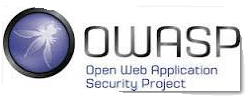 OWASP
Open Web Application
Security Project